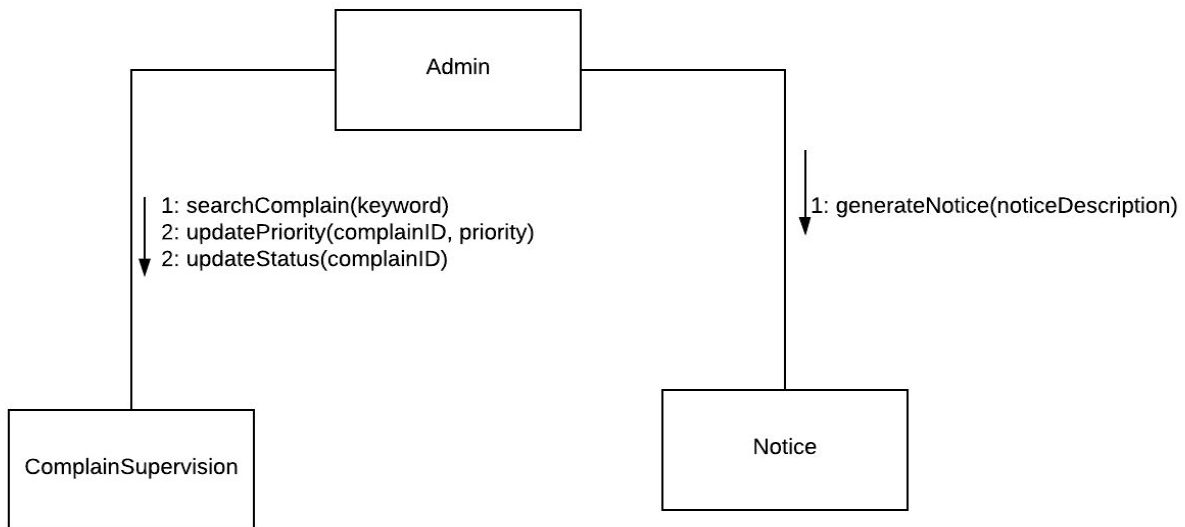 Admin
1: searchComplain(keyword)
2: updatePriority(complainID, priority)
2: updateStatus(complainID)
1: generateNotice(noticeDescription)
ComplainSupervision
Notice